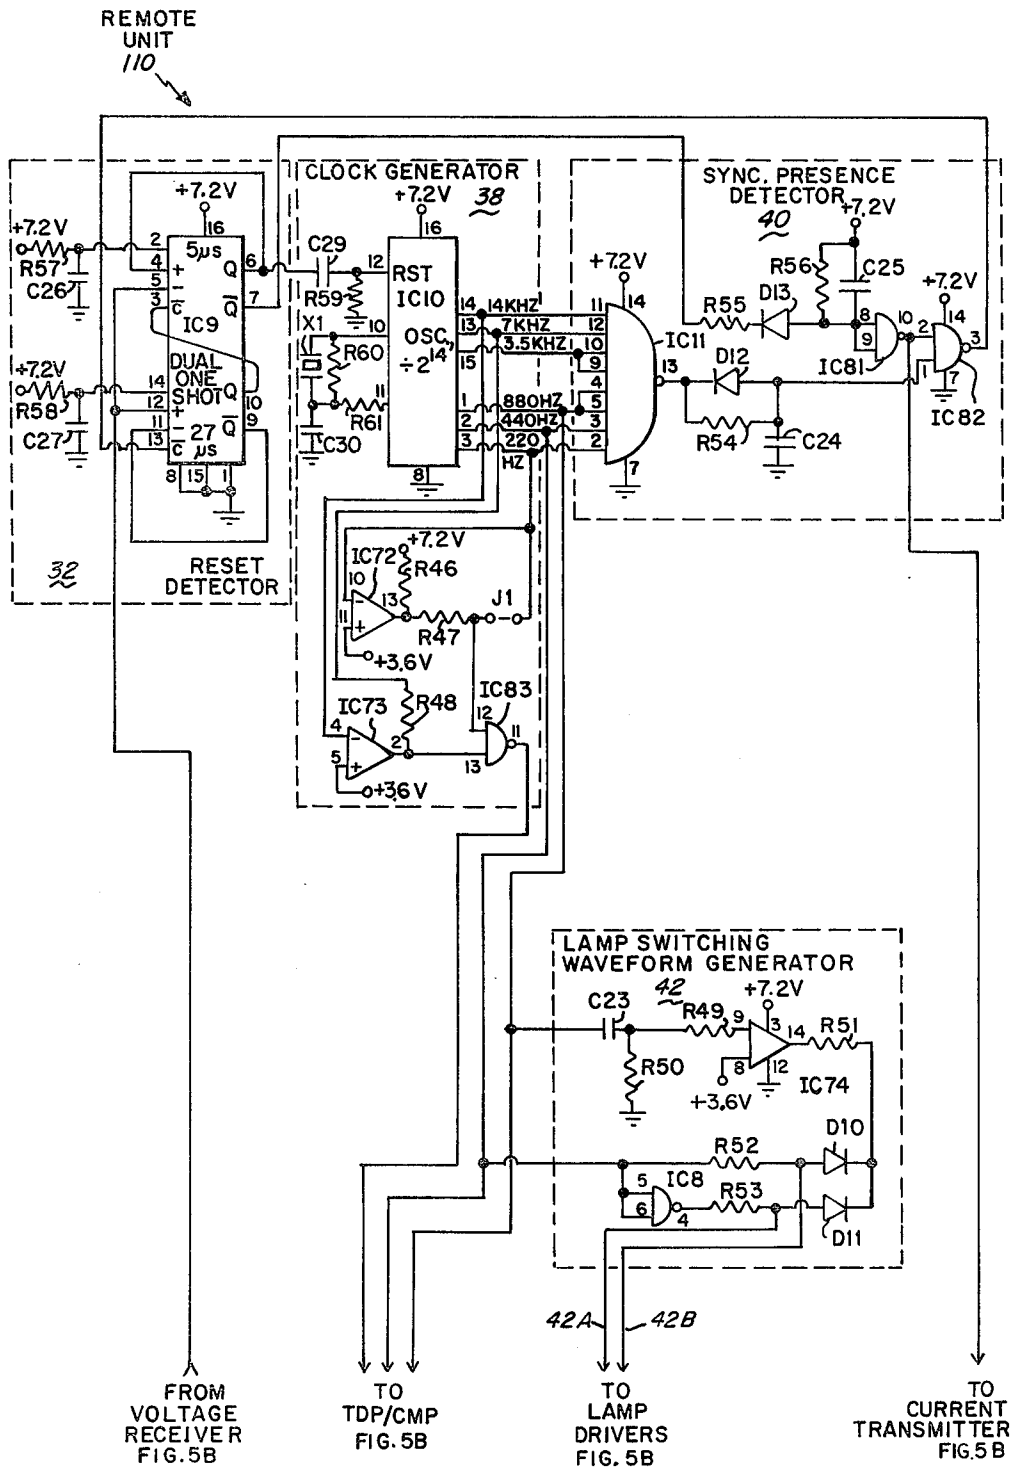 REMOTE
UNIT
110
CLOCK GENERATOR
38
SYNC. PRESENCE
DETECTOR
40
+7.2V
16
+7.2V
R57
C26
2
4
+
5
-
3
C̅
5µs
Q
6
Q̅
7
IC9
DUAL
ONE
SHOT
+7.2V
R58
C27
14
12
+
11
-
13
C̅
27
µs
Q
10
Q̅
9
8
15
1
RESET
DETECTOR
32
+7.2V
16
C29
R59
12
RST
IC10
OSC,
÷2¹⁴
X1
10
R60
11
R61
C30
8
14
14KHZ
13
7KHZ
15
3.5KHZ
1
880HZ
2
440HZ
3
220
HZ
+7.2V
14
11
12
10
9
4
5
3
2
IC11
13
7
R55
D13
R56
+7.2V
C25
8
9
10
IC81
D12
R54
C24
+7.2V
14
2
1
3
7
IC82
IC72
10
-
11
+
13
+7.2V
R46
R47
J1
+3.6V
IC73
4
-
5
+
2
R48
+3.6V
IC83
12
13
11
LAMP SWITCHING
WAVEFORM GENERATOR
42
C23
R50
R49
9
8
+7.2V
3
14
12
R51
IC74
+3.6V
R52
D10
5
6
IC8
4
R53
D11
42A
42B
FROM
VOLTAGE
RECEIVER
FIG.5B
TO
TDP/CMP
FIG.5B
TO
LAMP
DRIVERS
FIG.5B
TO
CURRENT
TRANSMITTER
FIG.5B